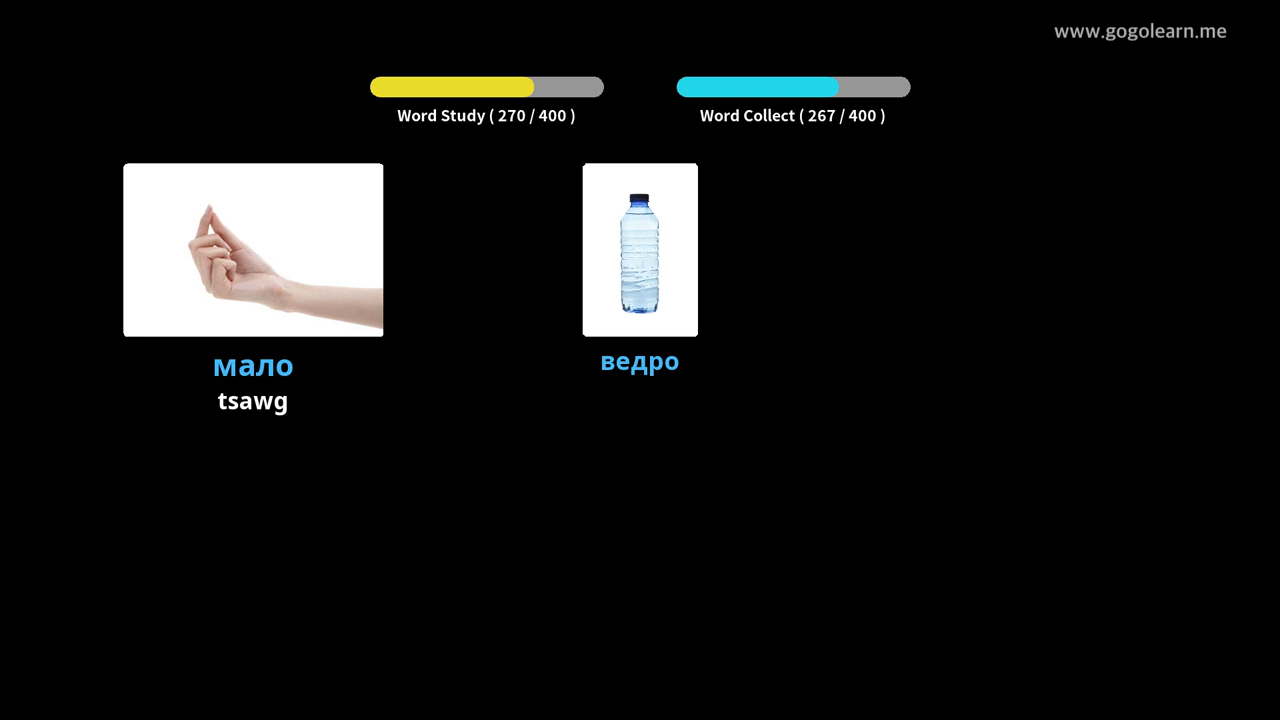 www.gogolearn.me
Word Study ( 270 / 400 )
Word Collect ( 267 / 400 )
мало
tsawg
ведро